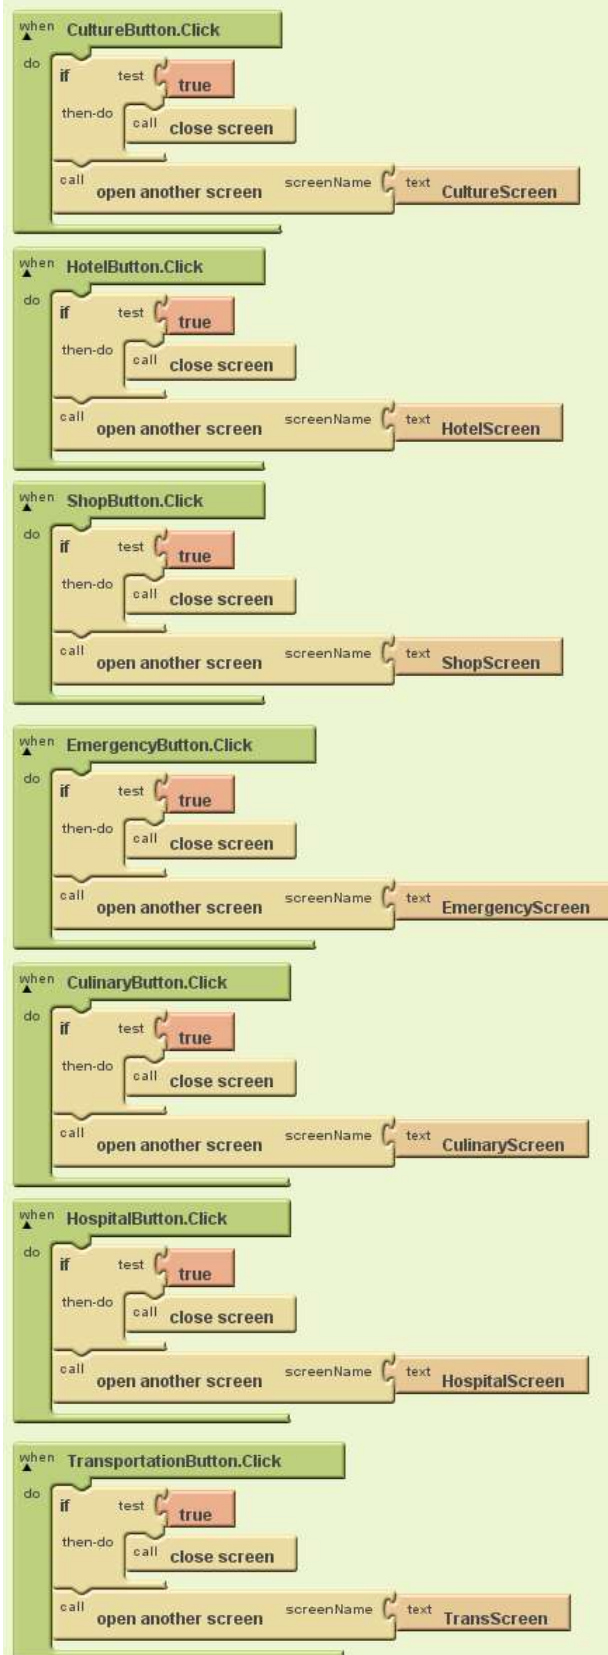 when CultureButton.Click
do if test true
then-do call close screen
call open another screen screenName text CultureScreen
when HotelButton.Click
do if test true
then-do call close screen
call open another screen screenName text HotelScreen
when ShopButton.Click
do if test true
then-do call close screen
call open another screen screenName text ShopScreen
when EmergencyButton.Click
do if test true
then-do call close screen
call open another screen screenName text EmergencyScreen
when CulinaryButton.Click
do if test true
then-do call close screen
call open another screen screenName text CulinaryScreen
when HospitalButton.Click
do if test true
then-do call close screen
call open another screen screenName text HospitalScreen
when TransportationButton.Click
do if test true
then-do call close screen
call open another screen screenName text TransScreen